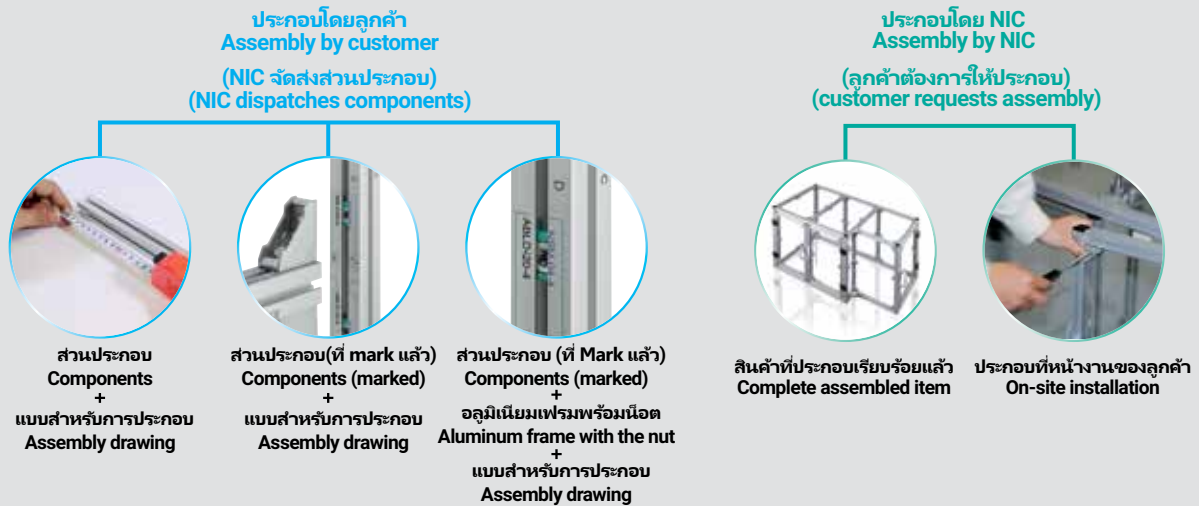 ประกอบโดยลูกค้า
Assembly by customer
(NIC จัดส่งส่วนประกอบ)
(NIC dispatches components)
ส่วนประกอบ
Components
+
แบบสำหรับการประกอบ
Assembly drawing
ส่วนประกอบ(ที่ mark แล้ว)
Components (marked)
+
แบบสำหรับการประกอบ
Assembly drawing
D
C
ABLD-20-4
ส่วนประกอบ (ที่ Mark แล้ว)
Components (marked)
+
อลูมิเนียมเฟรมพร้อมน็อต
Aluminum frame with the nut
+
แบบสำหรับการประกอบ
Assembly drawing
ประกอบโดย NIC
Assembly by NIC
(ลูกค้าต้องการให้ประกอบ)
(customer requests assembly)
สินค้าที่ประกอบเรียบร้อยแล้ว
Complete assembled item
ประกอบที่หน้างานของลูกค้า
On-site installation